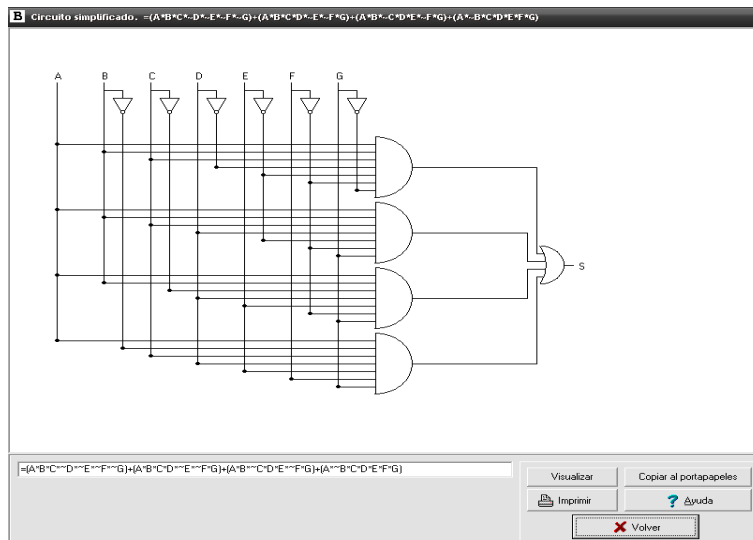 B Circuito simplificado. =(A*B*C*~D*~E*~F*~G)+(A*B*C*D*~E*~F*G)+(A*B*~C*D*E*~F*G)+(A*~B*C*D*E*F*G)
A B C D E F G
S
=(A*B*C*~D*~E*~F*~G)+(A*B*C*D*~E*~F*G)+(A*B*~C*D*E*~F*G)+(A*~B*C*D*E*F*G)
Visualizar Copiar al portapapeles
Imprimir ? Ayuda
Volver